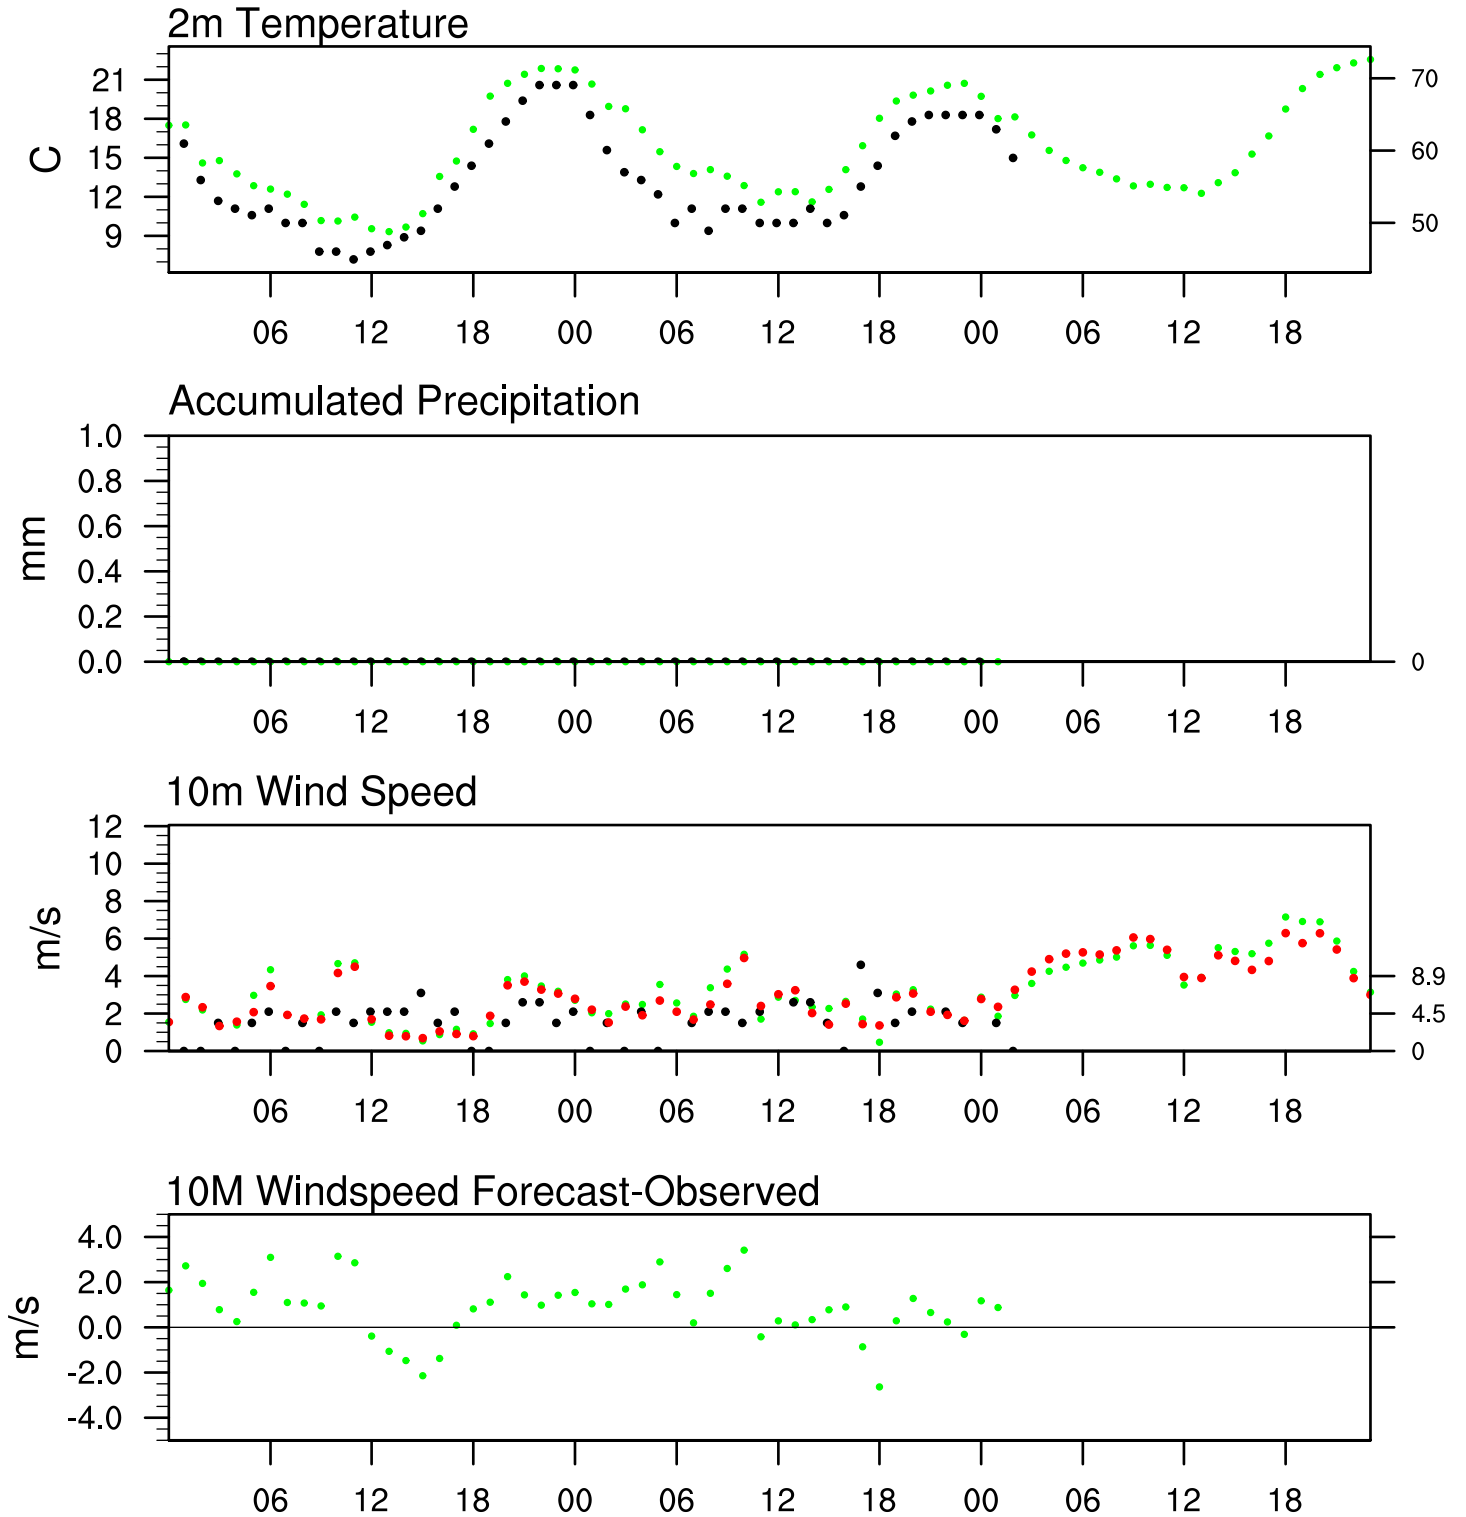 2m Temperature
21
18
15
12
9
C
70
60
50
06 12 18 00 06 12 18 00 06 12 18
Accumulated Precipitation
1.0
0.8
0.6
0.4
0.2
0.0
mm
0
06 12 18 00 06 12 18 00 06 12 18
10m Wind Speed
12
10
8
6
4
2
0
m/s
8.9
4.5
0
06 12 18 00 06 12 18 00 06 12 18
10M Windspeed Forecast-Observed
4.0
2.0
0.0
-2.0
-4.0
m/s
06 12 18 00 06 12 18 00 06 12 18